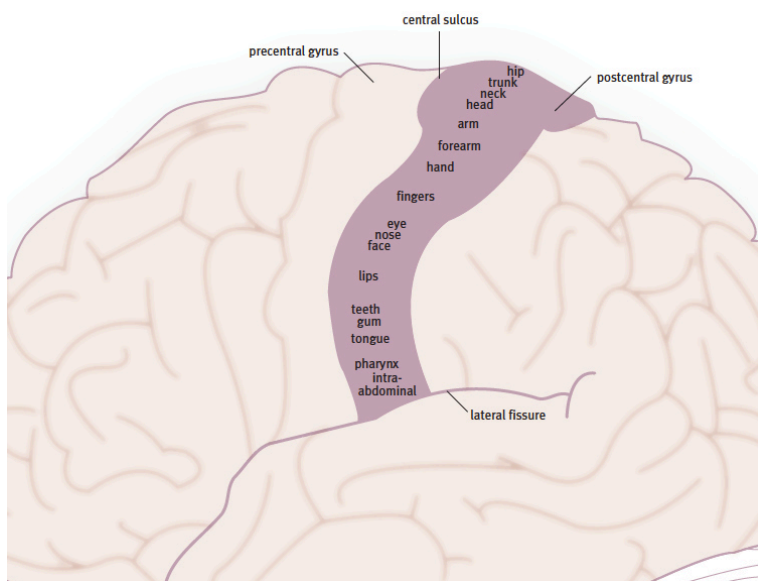 central sulcus
precentral gyrus
postcentral gyrus
hip
trunk
neck
head
arm
forearm
hand
fingers
eye
nose
face
lips
teeth
gum
tongue
pharynx
intra-
abdominal
lateral fissure